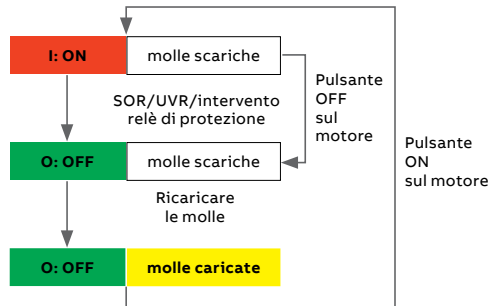 I: ON
molle scariche
SOR/UVR/intervento
relè di protezione
Pulsante
OFF
sul
motore
Pulsante
ON
sul motore
O: OFF
molle scariche
Ricaricare
le molle
O: OFF
molle caricate